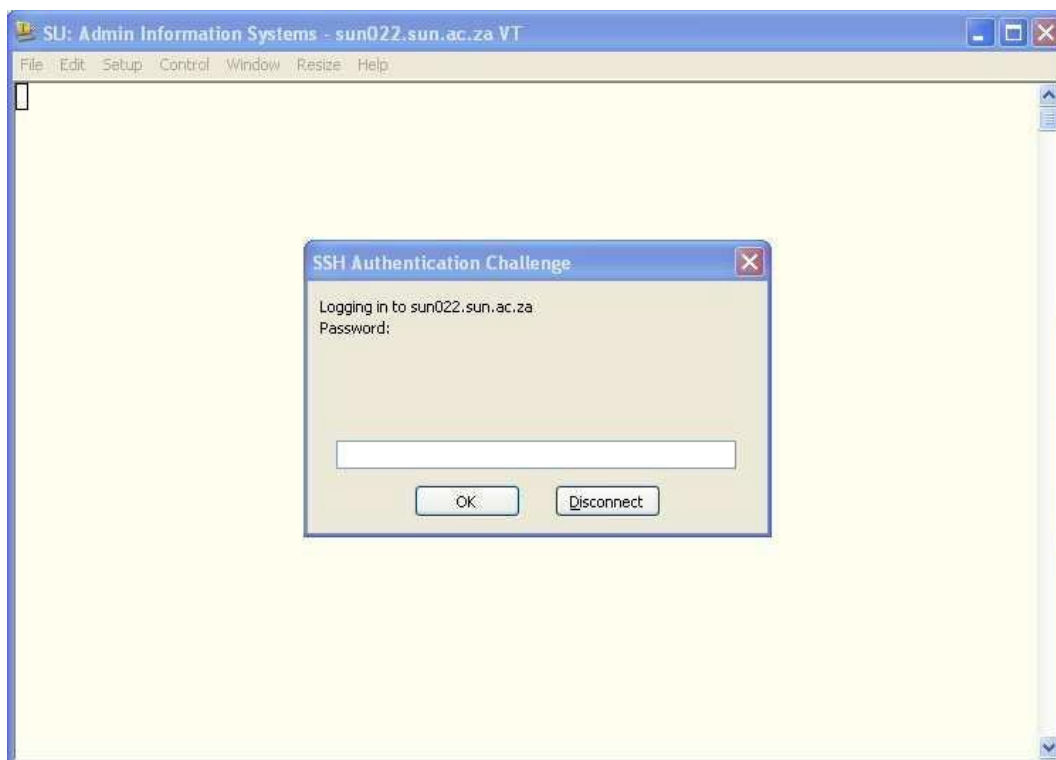 SU: Admin Information Systems - sun022.sun.ac.za VT
File Edit Setup Control Window Resize Help
SSH Authentication Challenge
Logging in to sun022.sun.ac.za
Password:
OK Disconnect